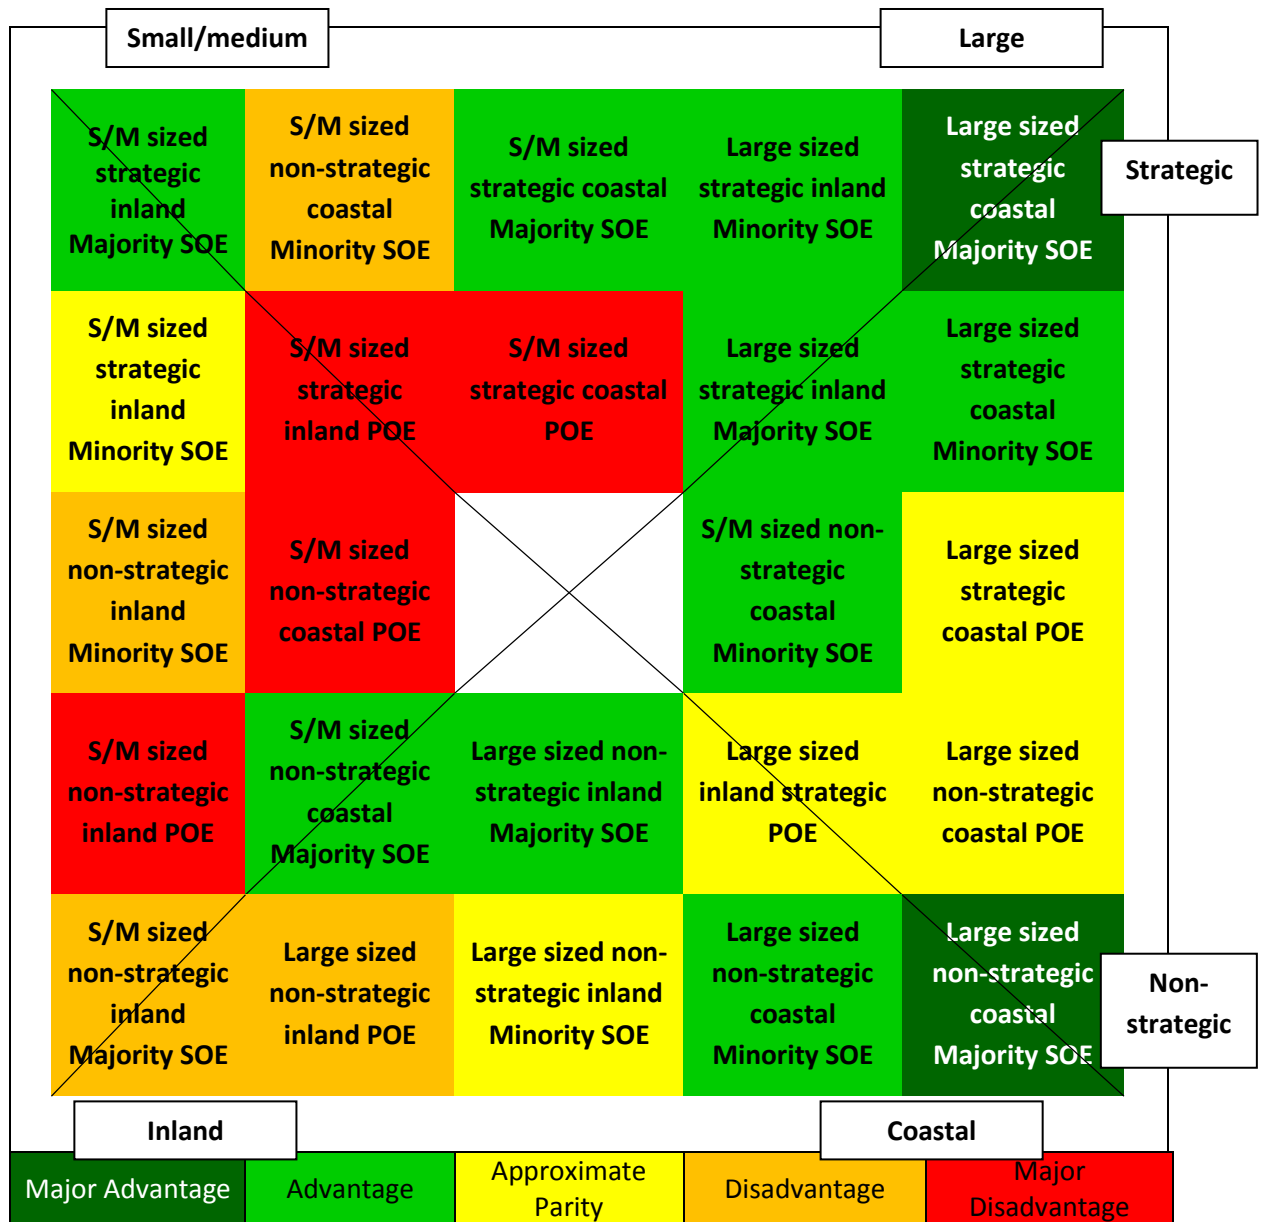 Small/medium
Large
S/M sized
strategic
inland
Majority SOE
S/M sized
non-strategic
coastal
Minority SOE
S/M sized
strategic coastal
Majority SOE
Large sized
strategic inland
Minority SOE
Large sized
strategic
coastal
Majority SOE
Strategic
S/M sized
strategic
inland
Minority SOE
S/M sized
strategic
inland POE
S/M sized
strategic coastal
POE
Large sized
strategic inland
Majority SOE
Large sized
strategic
coastal
Minority SOE
S/M sized
non-strategic
inland
Minority SOE
S/M sized
non-strategic
coastal POE
S/M sized non-
strategic
coastal
Minority SOE
Large sized
strategic
coastal POE
S/M sized
non-strategic
inland POE
S/M sized
non-strategic
coastal
Majority SOE
Large sized non-
strategic inland
Majority SOE
Large sized
inland strategic
POE
Large sized
non-strategic
coastal POE
S/M sized
non-strategic
inland
Majority SOE
Large sized
non-strategic
inland POE
Large sized non-
strategic inland
Minority SOE
Large sized
non-strategic
coastal
Minority SOE
Large sized
non-strategic
coastal
Majority SOE
Non-
strategic
Inland
Coastal
Major Advantage
Advantage
Approximate
Parity
Disadvantage
Major
Disadvantage